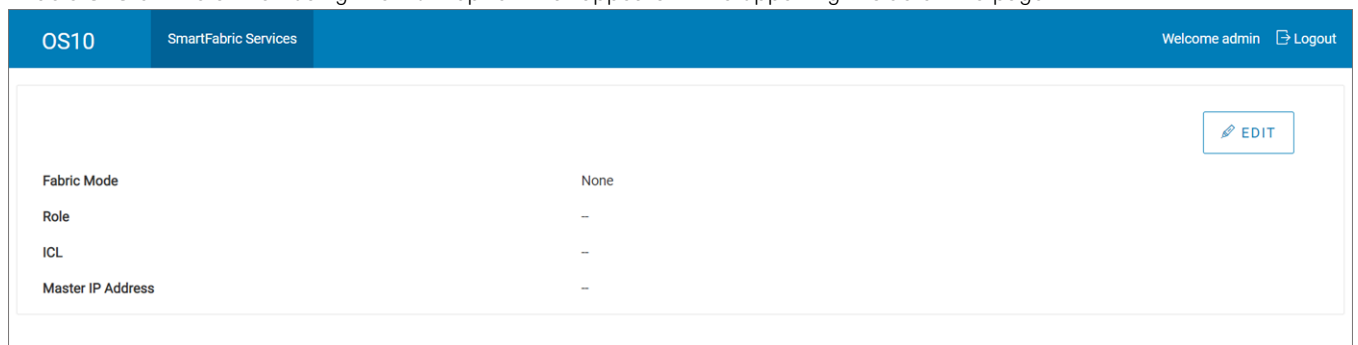 OS10 SmartFabric Services Welcome admin Logout
EDIT
Fabric Mode None
Role --
ICL --
Master IP Address --